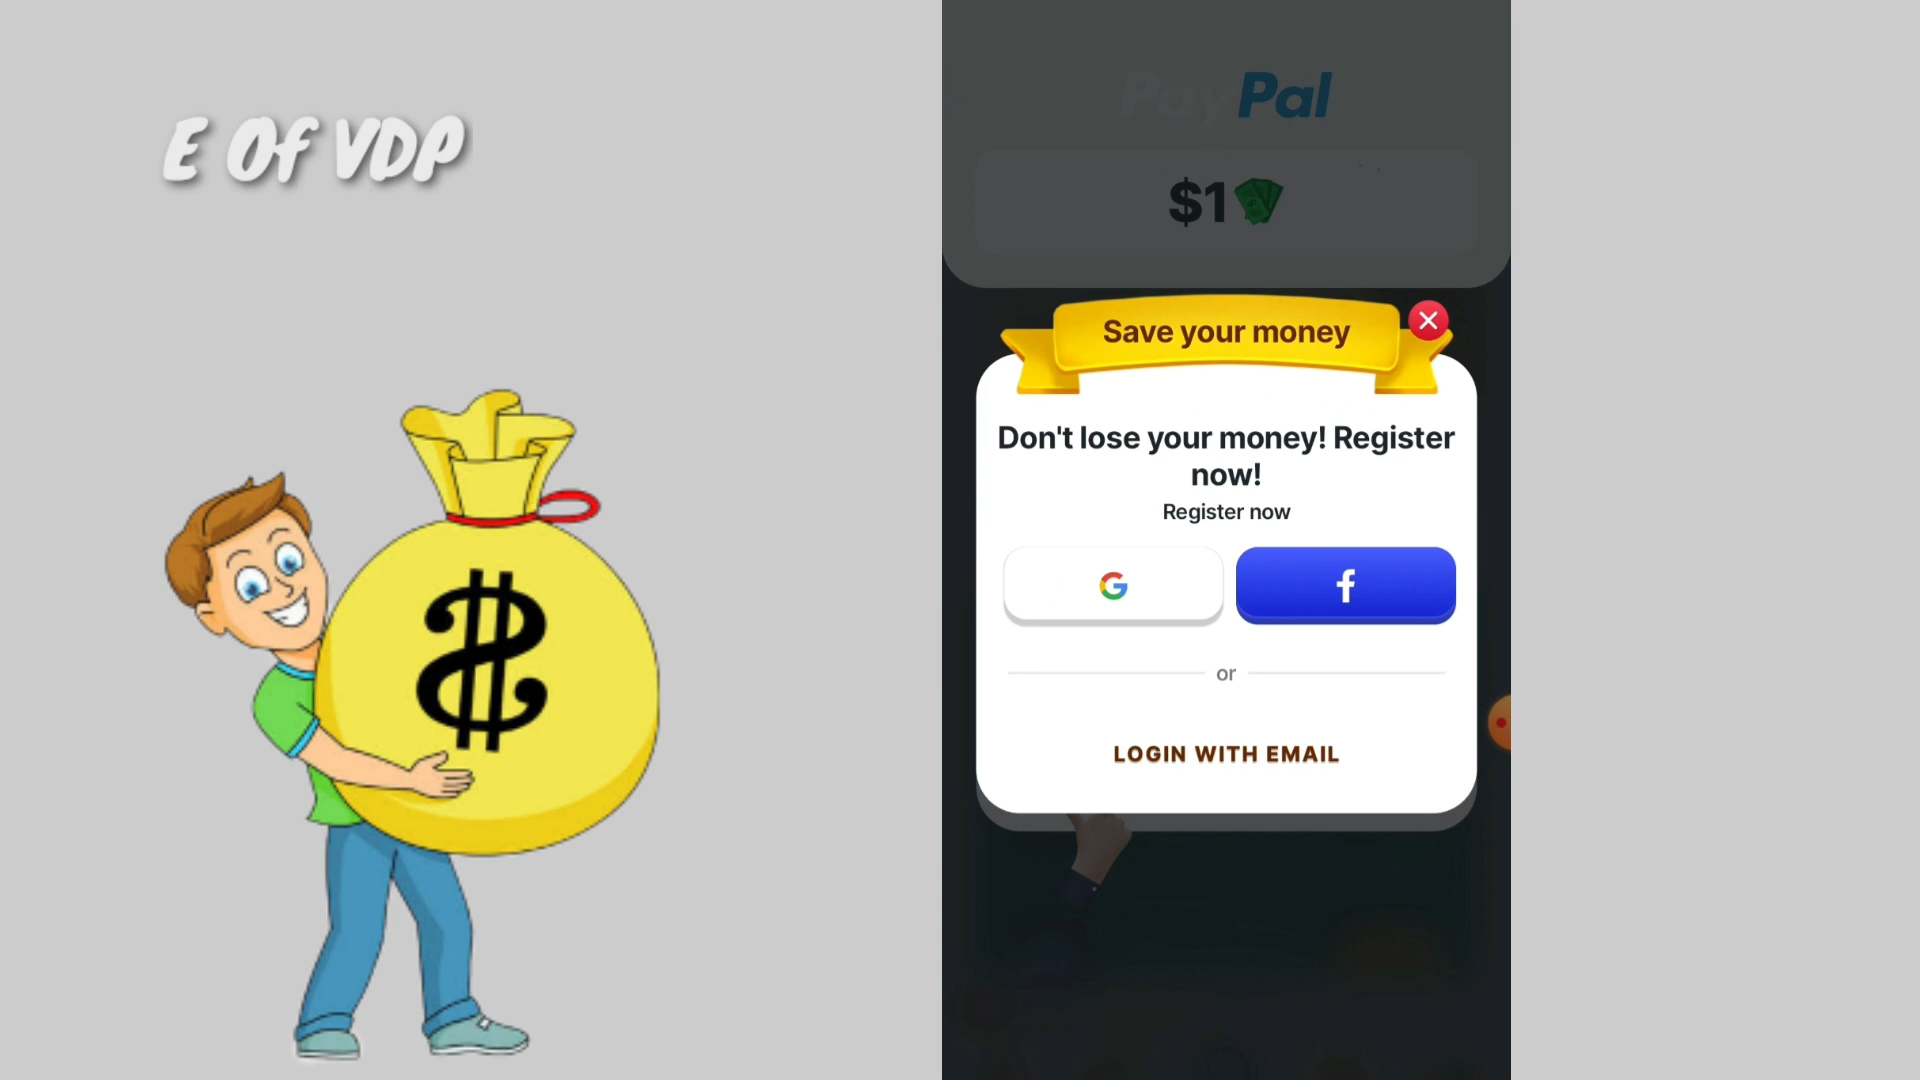 E Of VDP
PayPal
$1
Save your money
Don't lose your money! Register
now!
Register now
or
LOGIN WITH EMAIL